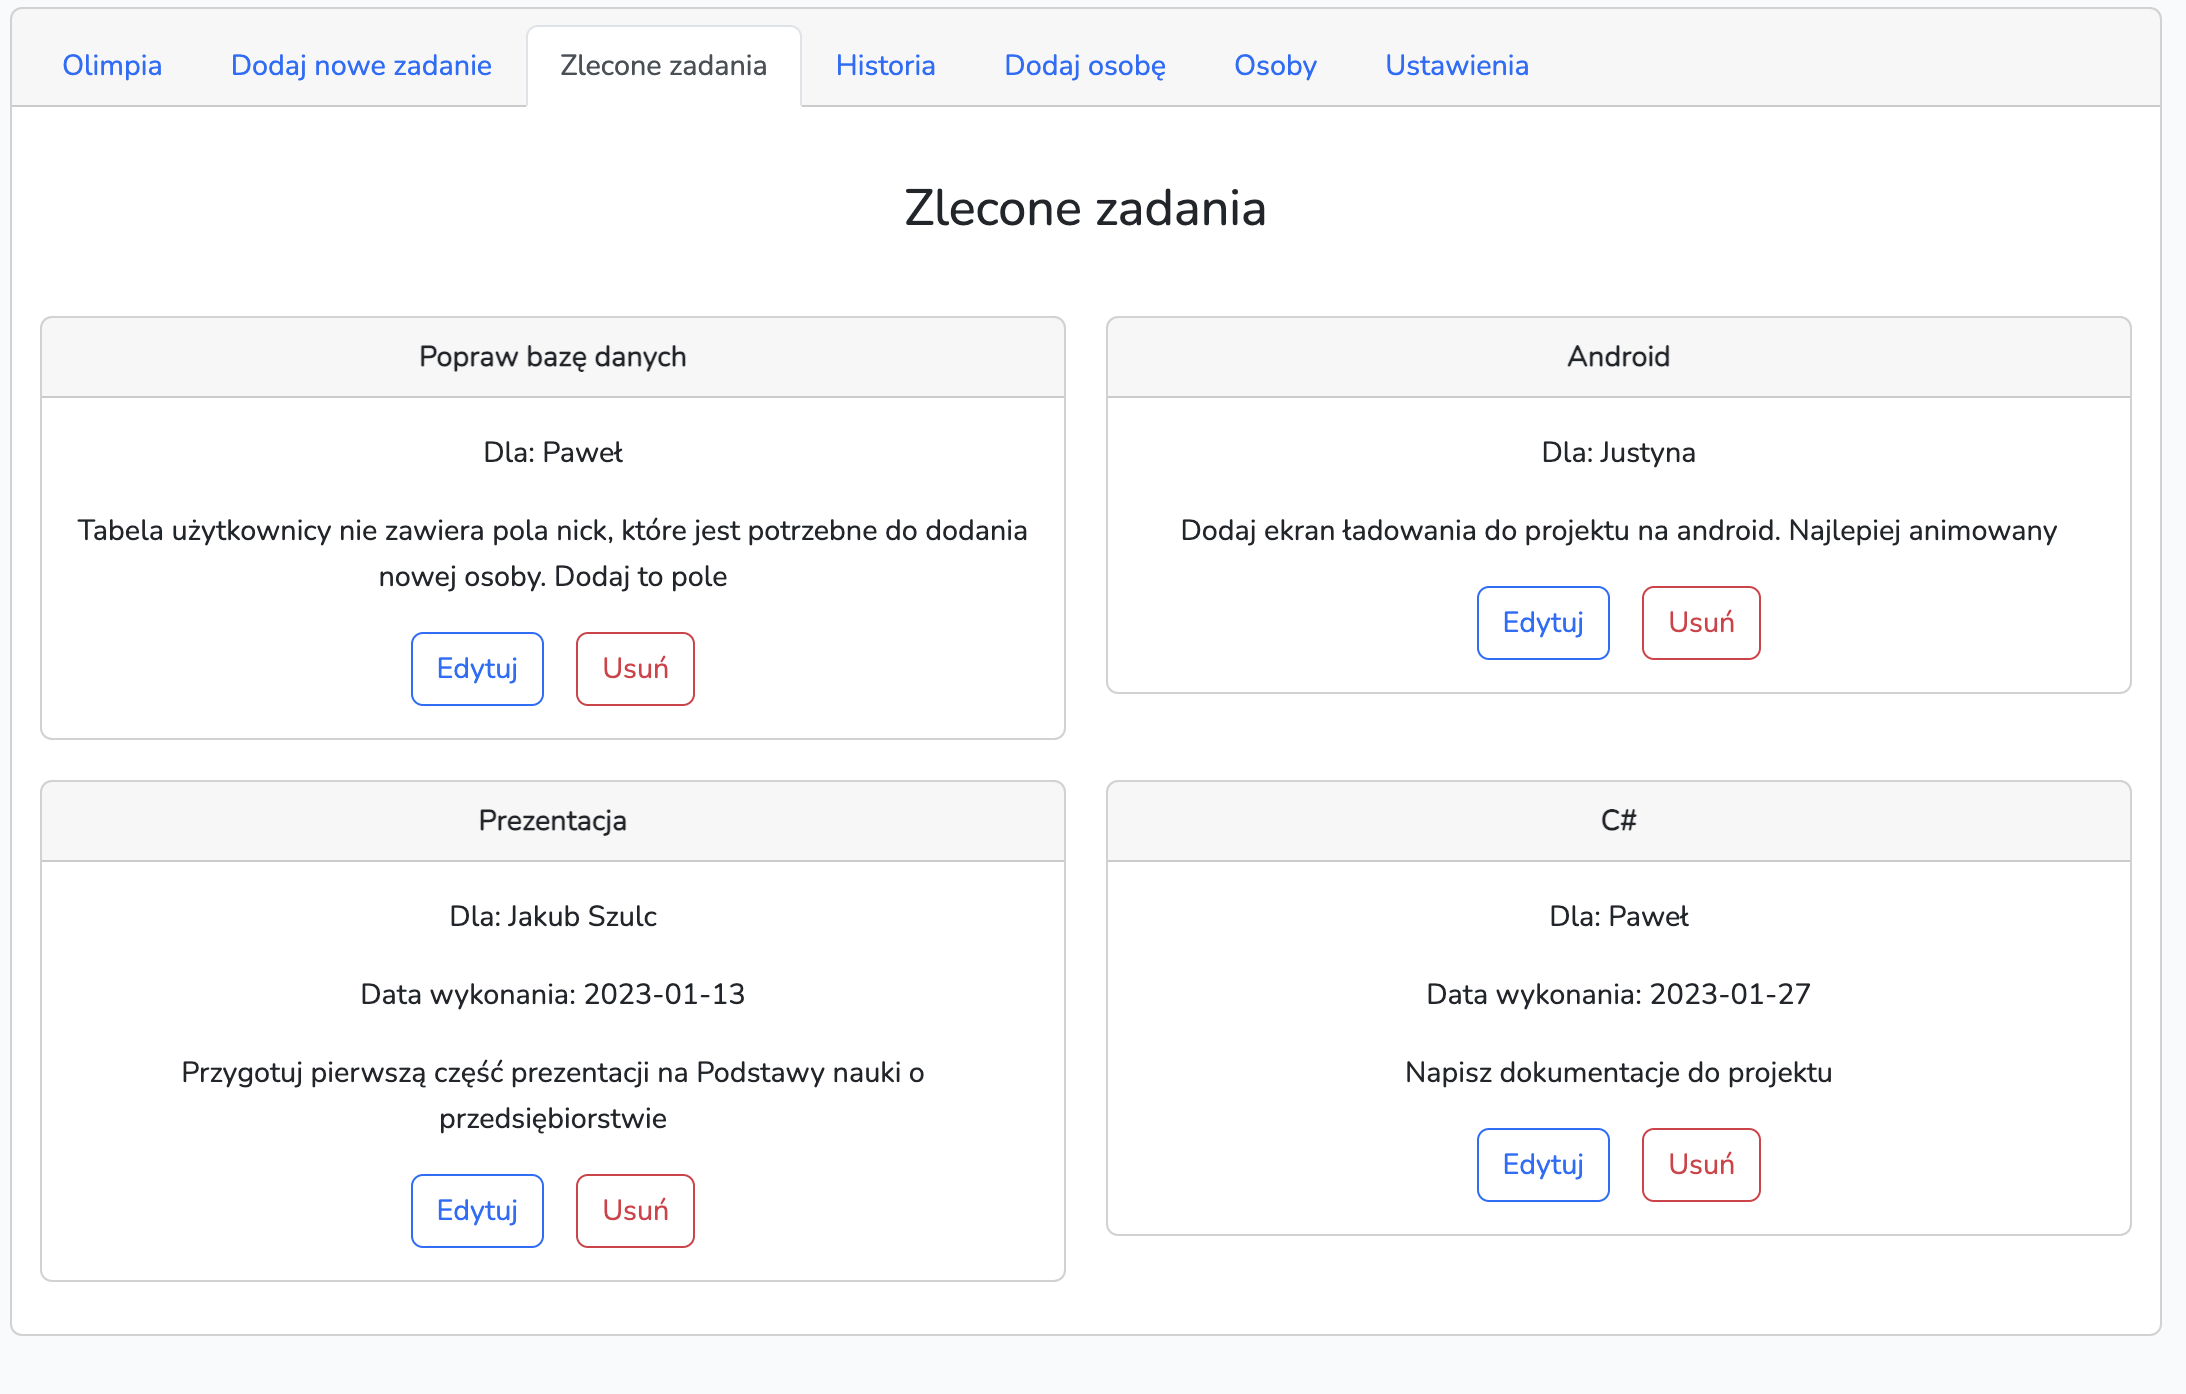 Olimpia Dodaj nowe zadanie Zlecone zadania Historia Dodaj osobę Osoby Ustawienia
Zlecone zadania
Popraw bazę danych
Dla: Paweł
Tabela użytkownicy nie zawiera pola nick, które jest potrzebne do dodania
nowej osoby. Dodaj to pole
Edytuj Usuń
Android
Dla: Justyna
Dodaj ekran ładowania do projektu na android. Najlepiej animowany
Edytuj Usuń
Prezentacja
Dla: Jakub Szulc
Data wykonania: 2023-01-13
Przygotuj pierwszą część prezentacji na Podstawy nauki o
przedsiębiorstwie
Edytuj Usuń
C#
Dla: Paweł
Data wykonania: 2023-01-27
Napisz dokumentacje do projektu
Edytuj Usuń